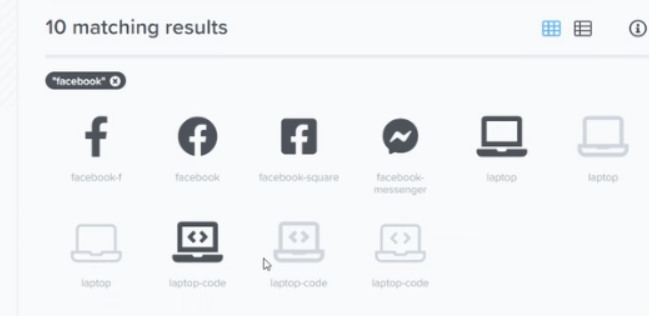 10 matching results
"facebook"
facebook-f
facebook
facebook-square
facebook-
messenger
laptop
laptop
laptop
laptop-code
laptop-code
laptop-code